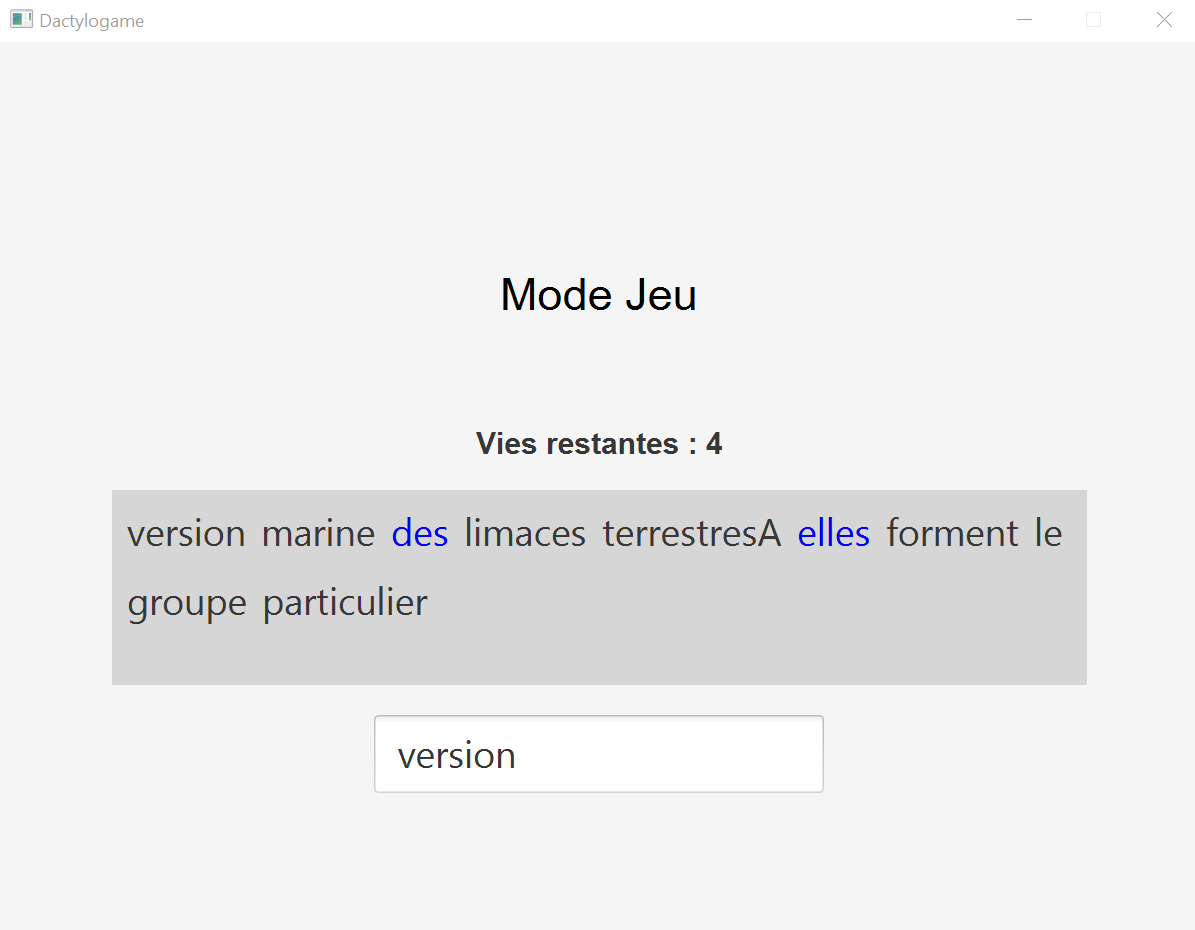 Dactylogame
Mode Jeu
Vies restantes : 4
version marine des limaces terrestresA elles forment le
groupe particulier
version